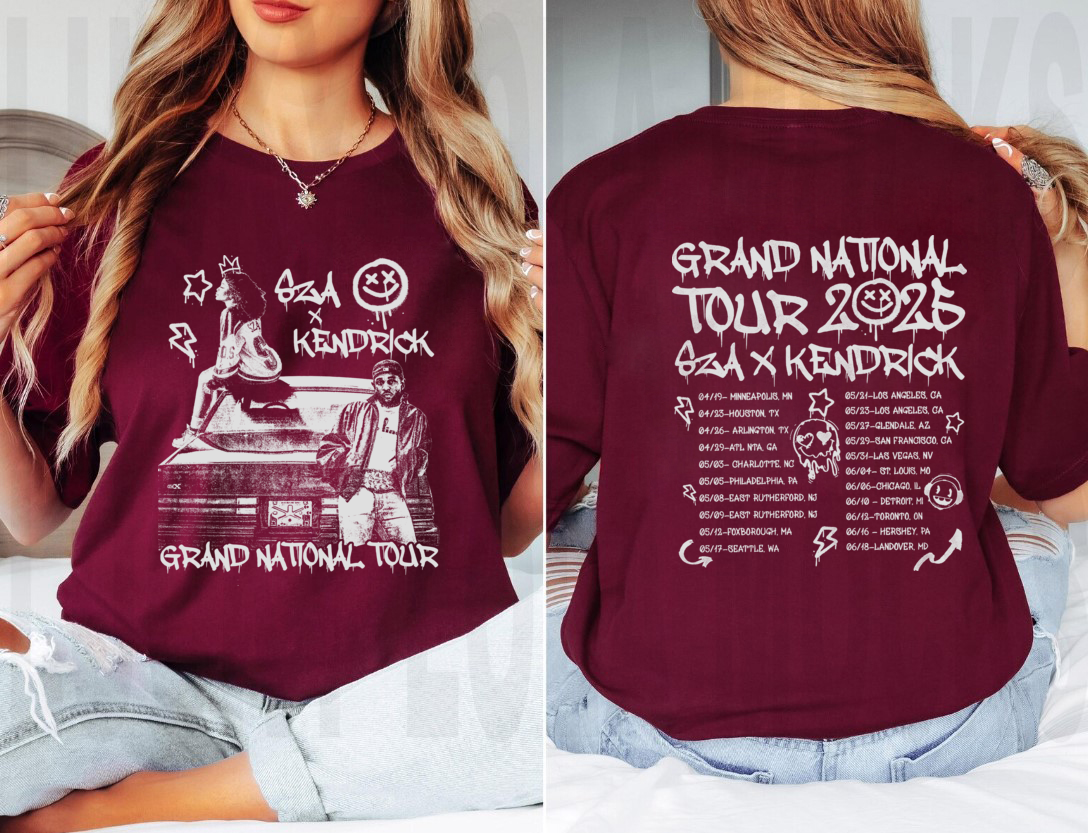 SZA
X
KENDRICK
GRAND NATIONAL TOUR
GRAND NATIONAL
TOUR 2025
SZA X KENDRICK
04/19- MINNEAPOLIS, MN
04/23-HOUSTON, TX
04/26- ARLINGTON, TX
04/29-ATL NTA, GA
05/03- CHARLOTTE, NC
05/05-PHILADELPHIA, PA
05/08-EAST RUTHERFORD, NJ
05/09-EAST RUTHERFORD, NJ
05/12-FOXBOROUGH, MA
05/17-SEATTLE, WA
05/21-LOS ANGELES, CA
05/23-LOS ANGELES, CA
05/27-GLENDALE, AZ
05/29-SAN FRANCISCO, CA
05/31-LAS VEGAS, NV
06/04- ST. LOUIS, MO
06/06-CHICAGO, IL
06/10 - DETROIT, MI
06/12-TORONTO, ON
06/16 - HERSHEY, PA
06/18-LANDOVER, MD